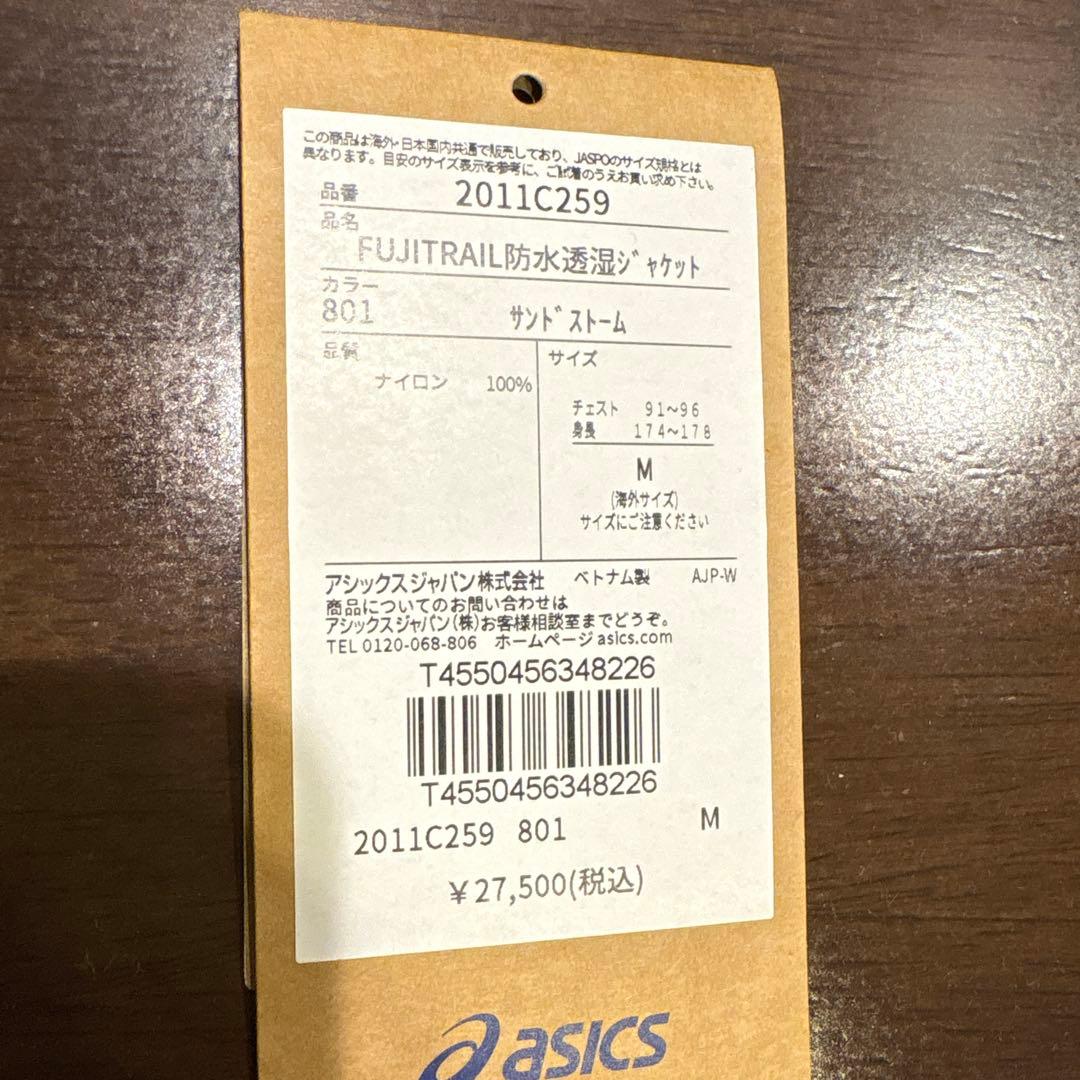 この商品は海外・日本国内共通で販売しており、JASPOのサイズ規格とは
異なります。目安のサイズ表示を参考に、ご試着のうえお買い求め下さい。
品番 2011C259
品名
FUJITRAIL防水透湿ジャケット
カラー
801 サンドストーム
品質 サイズ
ナイロン 100%
チェスト 91～96
身長 174～178
M
(海外サイズ)
サイズにご注意ください
アシックスジャパン株式会社 ベトナム製 AJP-W
商品についてのお問い合わせは
アシックスジャパン(株)お客様相談室までどうぞ。
TEL 0120-068-806 ホームページ asics.com
T4550456348226
T4550456348226
2011C259 801 M
￥27,500(税込)
asics